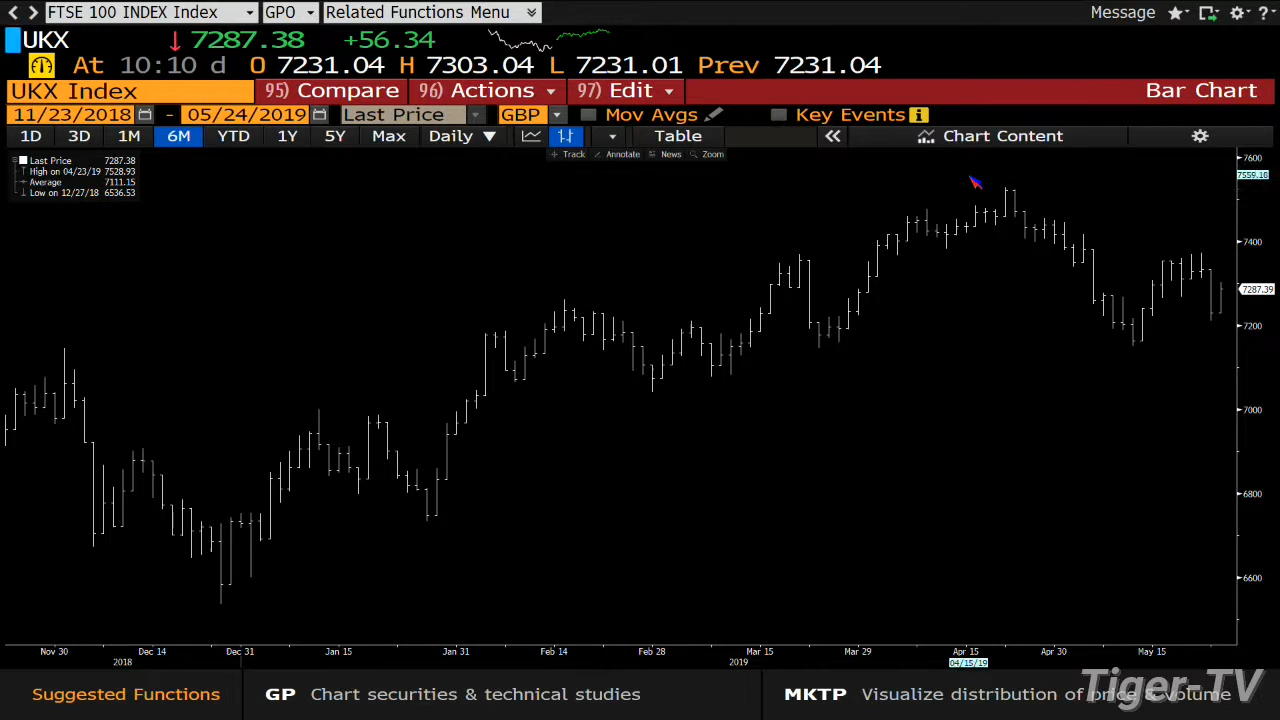 FTSE 100 INDEX Index GPO Related Functions Menu Message ?
UKX 7287.38 +56.34
At 10:10 d O 7231.04 H 7303.04 L 7231.01 Prev 7231.04
UKX Index 95) Compare 96) Actions 97) Edit Bar Chart
11/23/2018 - 05/24/2019 Last Price GBP Mov Avgs Key Events i
1D 3D 1M 6M YTD 1Y 5Y Max Daily ▼ Table « Chart Content
Track Annotate News Zoom
Last Price 7287.38
High on 04/23/19 7528.93
Average 7111.15
Low on 12/27/18 6536.53
7600
7559.18
7400
7287.39
7200
7000
6800
6600
Nov 30 Dec 14 Dec 31 Jan 15 Jan 31 Feb 14 Feb 28 Mar 15 Mar 29 Apr 15 Apr 30 May 15
2018 2019 04/15/19
Suggested Functions GP Chart securities & technical studies MKTP Visualize distribution of price & volume
Tiger-TV